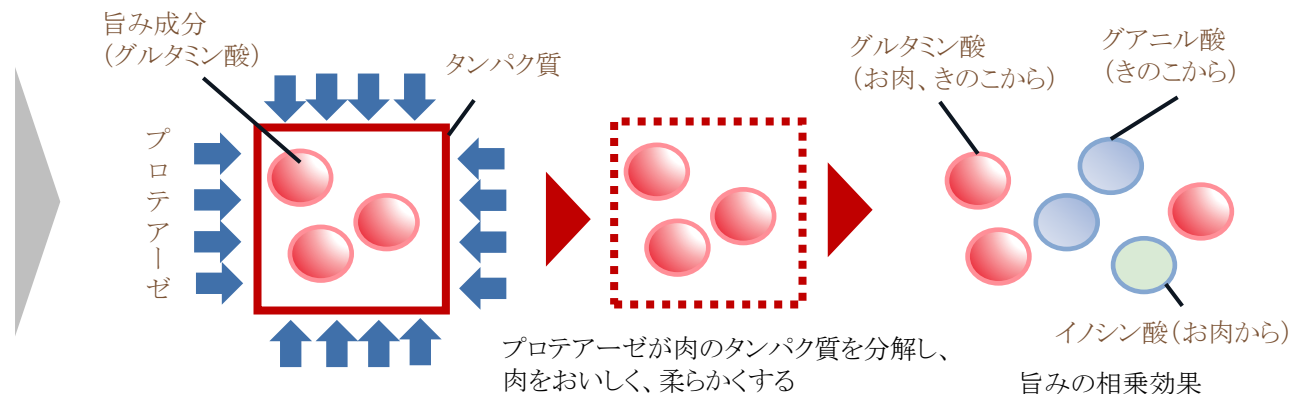 旨み成分
(グルタミン酸)
タンパク質
プロテアーゼ
プロテアーゼが肉のタンパク質を分解し、
肉をおいしく、柔らかくする
グルタミン酸
(お肉、きのこから)
グアニル酸
(きのこから)
イノシン酸(お肉から)
旨みの相乗効果